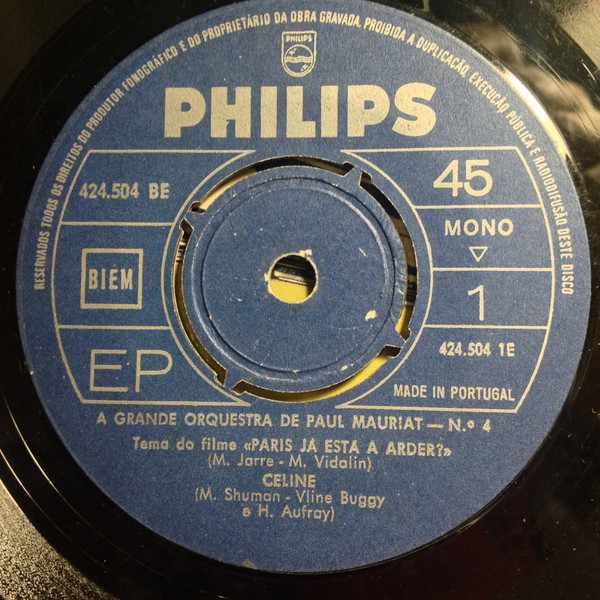 RESERVADOS TODOS OS DIREITOS DO PRODUTOR FONOGRÁFICO E DO PROPRIETÁRIO DA OBRA GRAVADA. PROIBIDA A DUPLICAÇÃO, EXECUÇÃO PÚBLICA E RADIODIFUSÃO DESTE DISCO
PHILIPS
PHILIPS
424.504 BE
45
MONO
BIEM
1
EP
424.504 1E
MADE IN PORTUGAL
A GRANDE ORQUESTRA DE PAUL MAURIAT — N.º 4
Tema do filme «PARIS JÁ ESTA A ARDER?»
(M. Jarre - M. Vidalin)
CELINE
(M. Shuman - Vline Buggy
e H. Aufray)